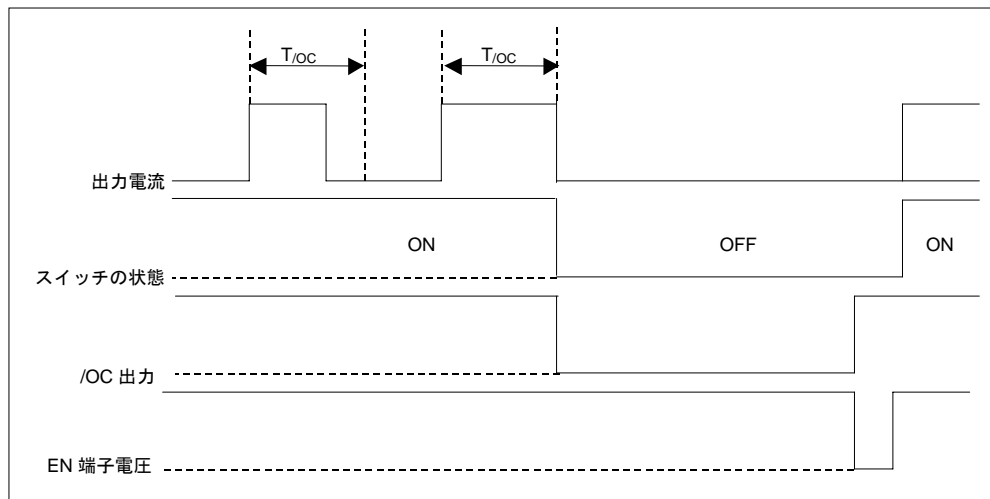 T/OC T/OC
出力電流
ON OFF ON
スイッチの状態
/OC 出力
EN 端子電圧